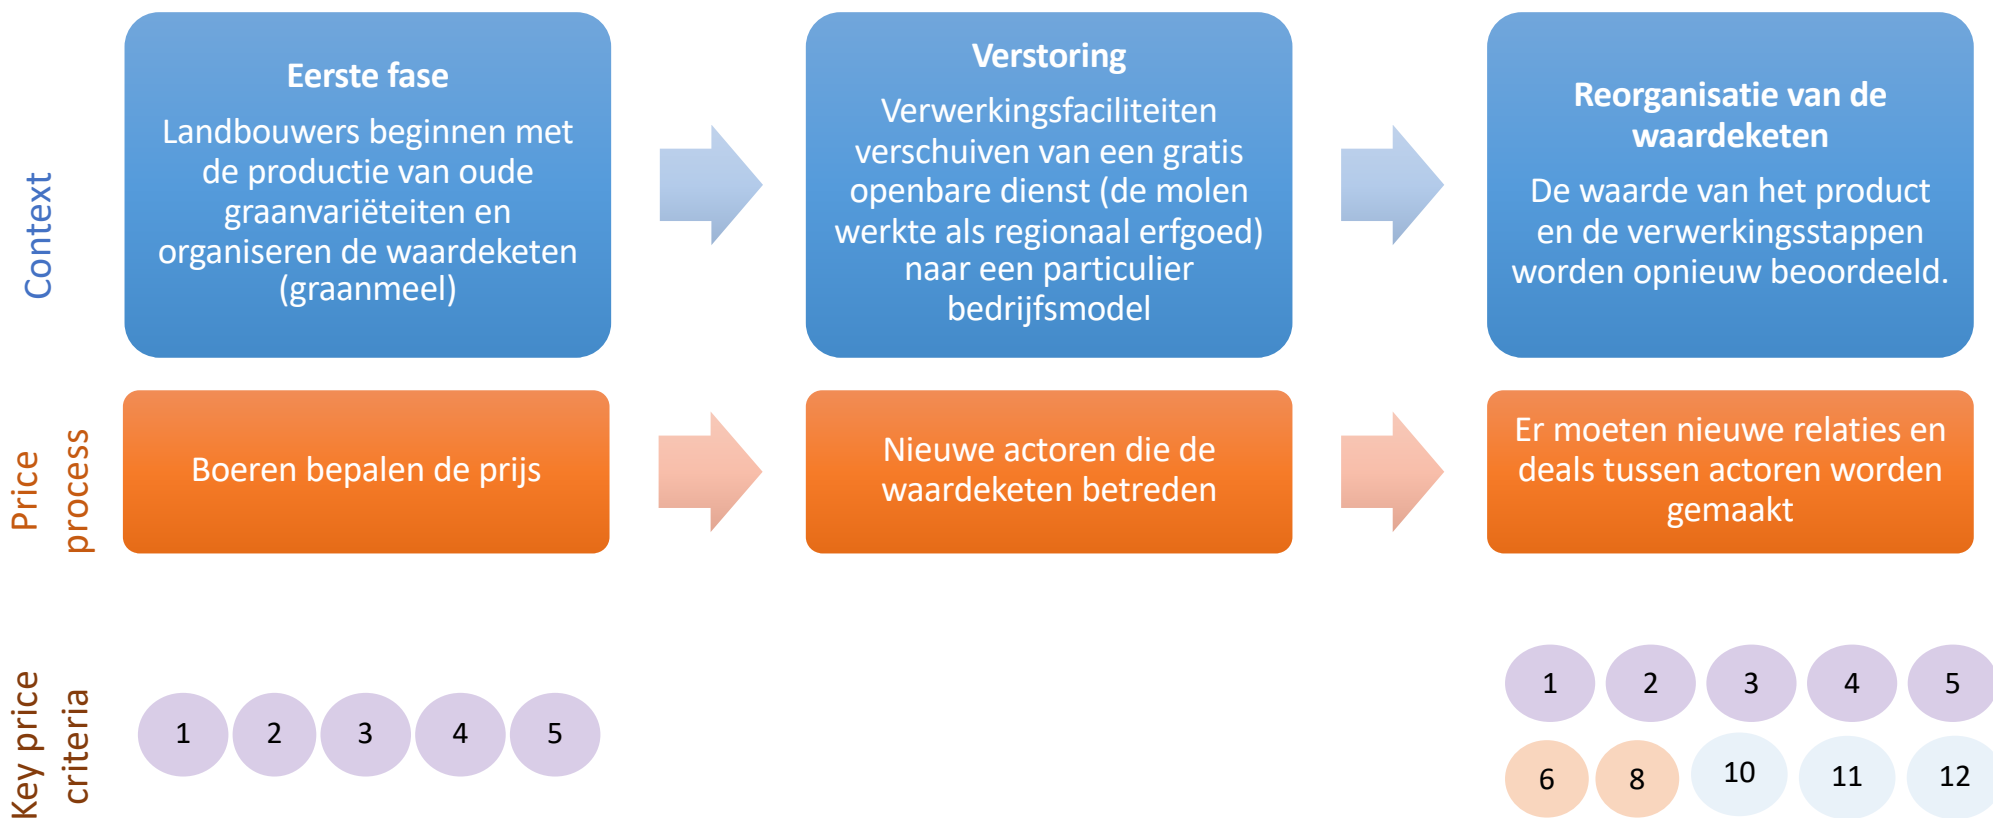 Context
Eerste fase
Landbouwers beginnen met
de productie van oude
graanvariëteiten en
organiseren de waardeketen
(graanmeel)
Verstoring
Verwerkingsfaciliteiten
verschuiven van een gratis
openbare dienst (de molen
werkte als regionaal erfgoed)
naar een particulier
bedrijfsmodel
Reorganisatie van de
waardeketen
De waarde van het product
en de verwerkingsstappen
worden opnieuw beoordeeld.
Price
process
Boeren bepalen de prijs
Nieuwe actoren die de
waardeketen betreden
Er moeten nieuwe relaties en
deals tussen actoren worden
gemaakt
Key price
criteria
1 2 3 4 5
1 2 3 4 5
6 8 10 11 12